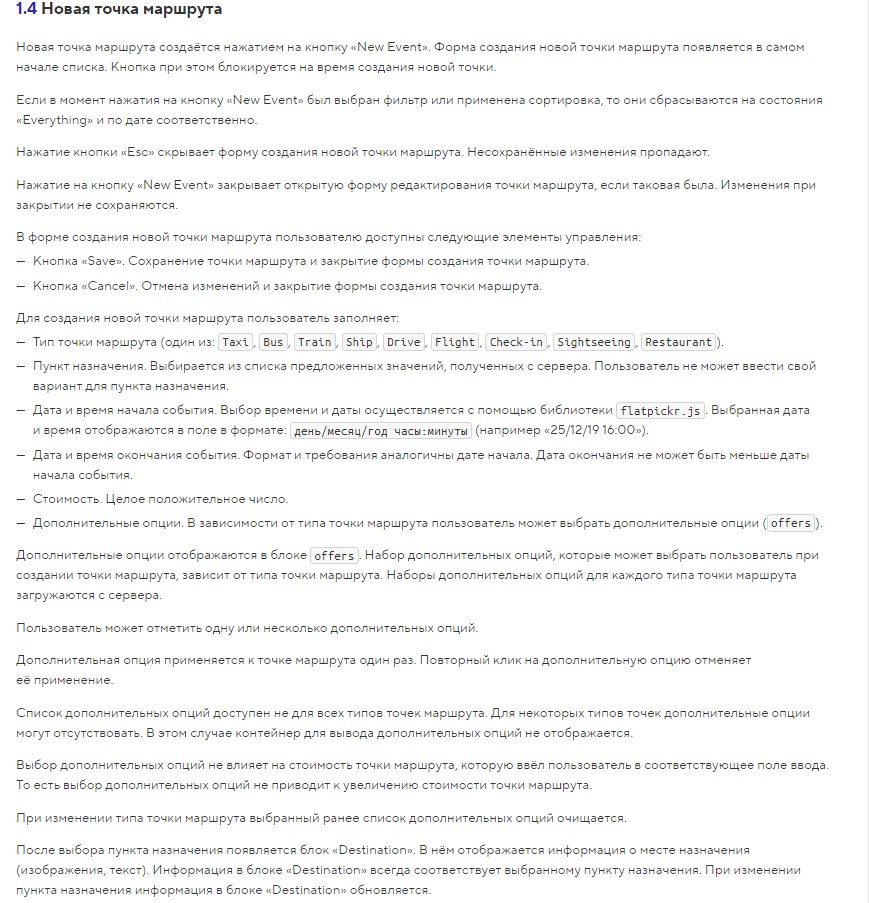 1.4 Новая точка маршрута
Новая точка маршрута создаётся нажатием на кнопку «New Event». Форма создания новой точки маршрута появляется в самом
начале списка. Кнопка при этом блокируется на время создания новой точки.
Если в момент нажатия на кнопку «New Event» был выбран фильтр или применена сортировка, то они сбрасываются на состояния
«Everything» и по дате соответственно.
Нажатие кнопки «Esc» скрывает форму создания новой точки маршрута. Несохранённые изменения пропадают.
Нажатие на кнопку «New Event» закрывает открытую форму редактирования точки маршрута, если таковая была. Изменения при
закрытии не сохраняются.
В форме создания новой точки маршрута пользователю доступны следующие элементы управления:
— Кнопка «Save». Сохранение точки маршрута и закрытие формы создания точки маршрута.
— Кнопка «Cancel». Отмена изменений и закрытие формы создания точки маршрута.
Для создания новой точки маршрута пользователь заполняет:
— Тип точки маршрута (один из: Taxi, Bus, Train, Ship, Drive, Flight, Check-in, Sightseeing, Restaurant).
— Пункт назначения. Выбирается из списка предложенных значений, полученных с сервера. Пользователь не может ввести свой
вариант для пункта назначения.
— Дата и время начала события. Выбор времени и даты осуществляется с помощью библиотеки flatpickr.js. Выбранная дата
и время отображаются в поле в формате: день/месяц/год часы:минуты (например «25/12/19 16:00»).
— Дата и время окончания события. Формат и требования аналогичны дате начала. Дата окончания не может быть меньше даты
начала события.
— Стоимость. Целое положительное число.
— Дополнительные опции. В зависимости от типа точки маршрута пользователь может выбрать дополнительные опции (offers).
Дополнительные опции отображаются в блоке offers. Набор дополнительных опций, которые может выбрать пользователь при
создании точки маршрута, зависит от типа точки маршрута. Наборы дополнительных опций для каждого типа точки маршрута
загружаются с сервера.
Пользователь может отметить одну или несколько дополнительных опций.
Дополнительная опция применяется к точке маршрута один раз. Повторный клик на дополнительную опцию отменяет
её применение.
Список дополнительных опций доступен не для всех типов точек маршрута. Для некоторых типов точек дополнительные опции
могут отсутствовать. В этом случае контейнер для вывода дополнительных опций не отображается.
Выбор дополнительных опций не влияет на стоимость точки маршрута, которую ввёл пользователь в соответствующее поле ввода.
То есть выбор дополнительных опций не приводит к увеличению стоимости точки маршрута.
При изменении типа точки маршрута выбранный ранее список дополнительных опций очищается.
После выбора пункта назначения появляется блок «Destination». В нём отображается информация о месте назначения
(изображения, текст). Информация в блоке «Destination» всегда соответствует выбранному пункту назначения. При изменении
пункта назначения информация в блоке «Destination» обновляется.